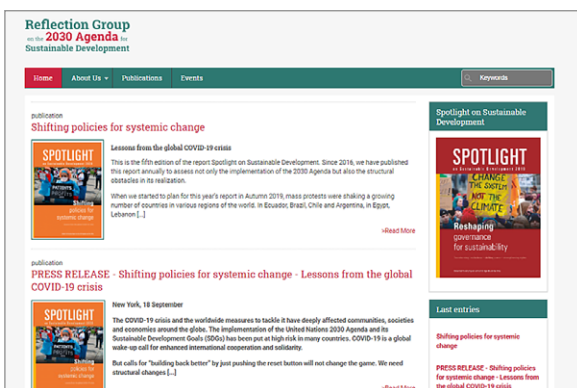 Reflection Group
on the 2030 Agenda for
Sustainable Development
Home About Us Publications Events
Keywords
publication
Shifting policies for systemic change
SPOTLIGHT
on Sustainable Development 2020
Shifting
policies for
systemic change
Lessons from the global COVID-19 crisis
This is the fifth edition of the report Spotlight on Sustainable Development. Since 2016, we have published
this report annually to assess not only the implementation of the 2030 Agenda but also the structural
obstacles in its realization.
When we started to plan for this year's report in Autumn 2019, mass protests were shaking a growing
number of countries in various regions of the world. In Ecuador, Brazil, Chile and Argentina, in Egypt,
Lebanon [...]
>Read More
publication
PRESS RELEASE - Shifting policies for systemic change - Lessons from the global
COVID-19 crisis
SPOTLIGHT
on Sustainable Development 2020
Shifting
policies for
systemic change
New York, 18 September
The COVID-19 crisis and the worldwide measures to tackle it have deeply affected communities, societies
and economies around the globe. The implementation of the United Nations 2030 Agenda and its
Sustainable Development Goals (SDGs) has been put at high risk in many countries. COVID-19 is a global
wake-up call for enhanced international cooperation and solidarity.
But calls for "building back better" by just pushing the reset button will not change the game. We need
structural changes [...]
>Read More
Spotlight on Sustainable
Development
SPOTLIGHT
on Sustainable Development 2019
CHANGE
THE SYSTEM
NOT THE
CLIMATE
Reshaping
governance
for sustainability
Last entries
Shifting policies for systemic
change
PRESS RELEASE - Shifting policies
for systemic change - Lessons from
the global COVID-19 crisis